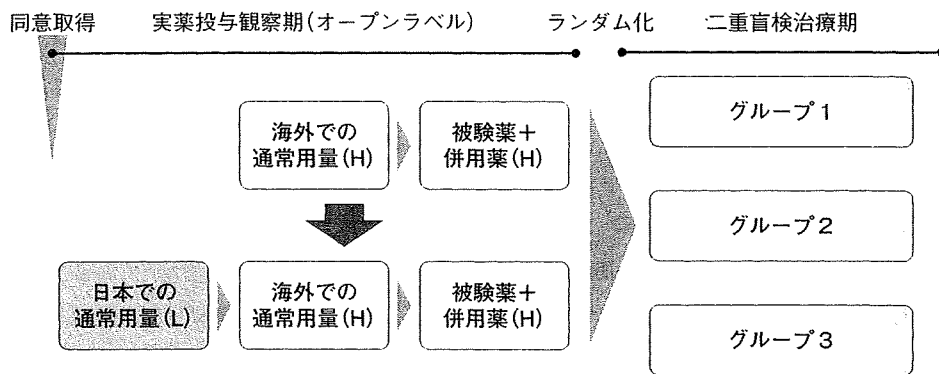 同意取得
実薬投与観察期(オープンラベル)
ランダム化
二重盲検治療期
海外での
通常用量(H)
被験薬+
併用薬(H)
日本での
通常用量(L)
海外での
通常用量(H)
被験薬+
併用薬(H)
グループ1
グループ2
グループ3